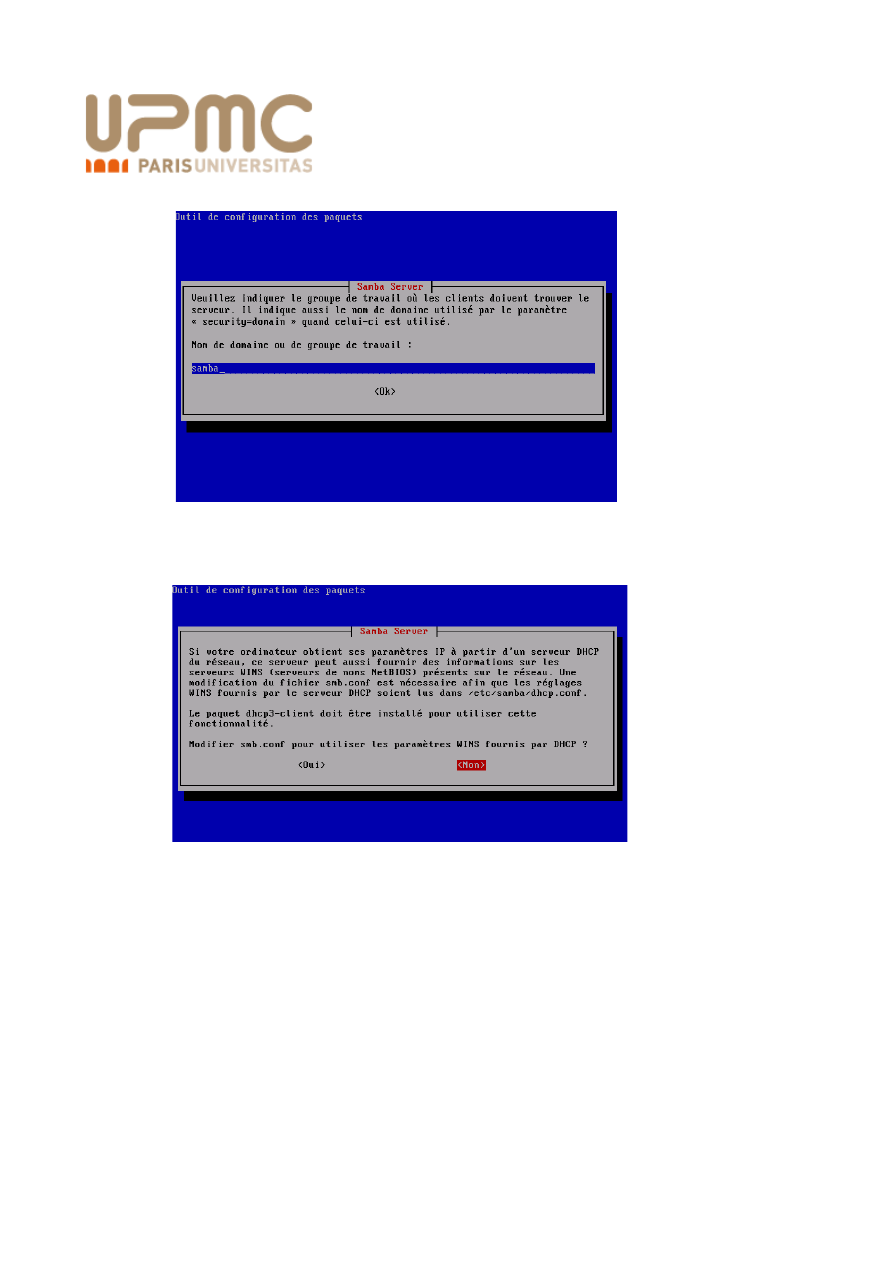 UPMC
PARISUNIVERSITAS
Outil de configuration des paquets
Samba Server
Veuillez indiquer le groupe de travail où les clients doivent trouver le
serveur. Il indique aussi le nom de domaine utilisé par le paramètre
« security=domain » quand celui-ci est utilisé.
Nom de domaine ou de groupe de travail :
samba_
<Ok>
Outil de configuration des paquets
Samba Server
Si votre ordinateur obtient ses paramètres IP à partir d'un serveur DHCP
du réseau, ce serveur peut aussi fournir des informations sur les
serveurs WINS (serveurs de noms NetBIOS) présents sur le réseau. Une
modification du fichier smb.conf est nécessaire afin que les réglages
WINS fournis par le serveur DHCP soient lus dans /etc/samba/dhcp.conf.
Le paquet dhcp3-client doit être installé pour utiliser cette
fonctionnalité.
Modifier smb.conf pour utiliser les paramètres WINS fournis par DHCP ?
<Oui> <Non>